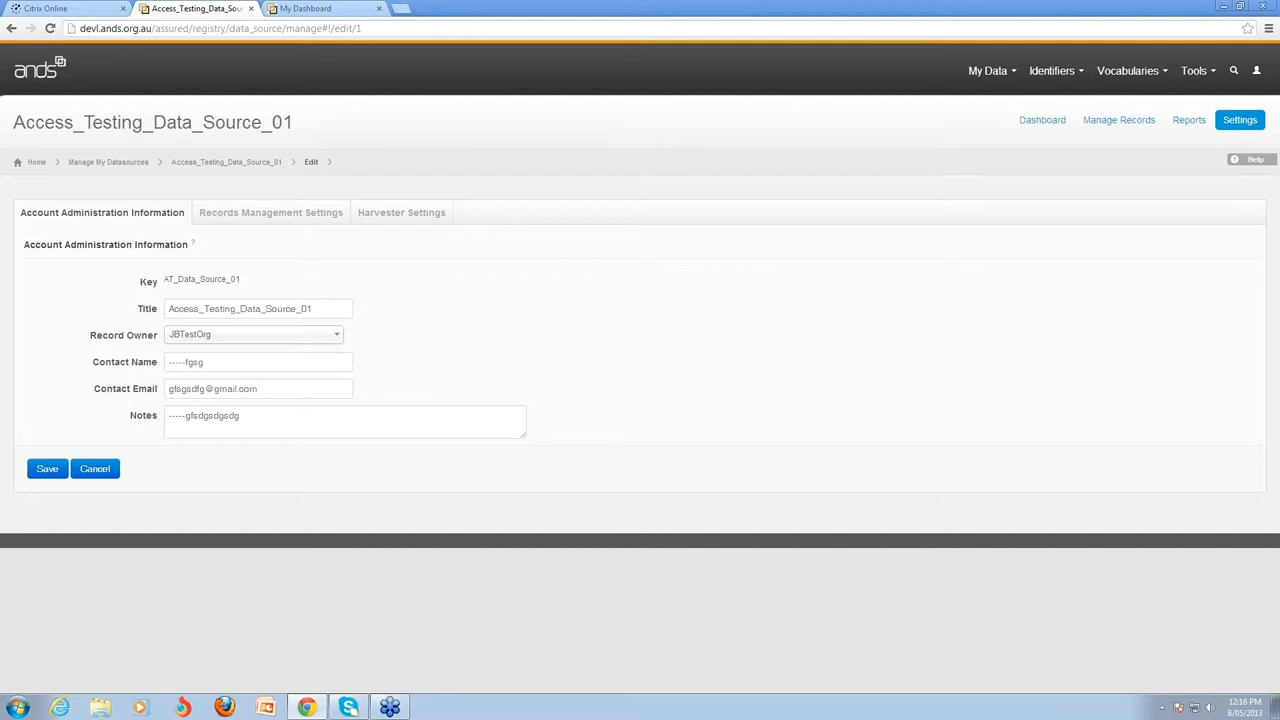 Citrix Online
Access_Testing_Data_Sour
My Dashboard
devl.ands.org.au/assured/registry/data_source/manage#!/edit/1
ands
My Data
Identifiers
Vocabularies
Tools
Access_Testing_Data_Source_01
Dashboard
Manage Records
Reports
Settings
Home
Manage My Datasources
Access_Testing_Data_Source_01
Edit
Help
Account Administration Information
Records Management Settings
Harvester Settings
Account Administration Information ?
Key AT_Data_Source_01
Title Access_Testing_Data_Source_01
Record Owner JBTestOrg
Contact Name -----fgsg
Contact Email gfsgsdfg@gmail.com
Notes -----gfsdgsdgsdg
Save
Cancel
12:16 PM
8/05/2013